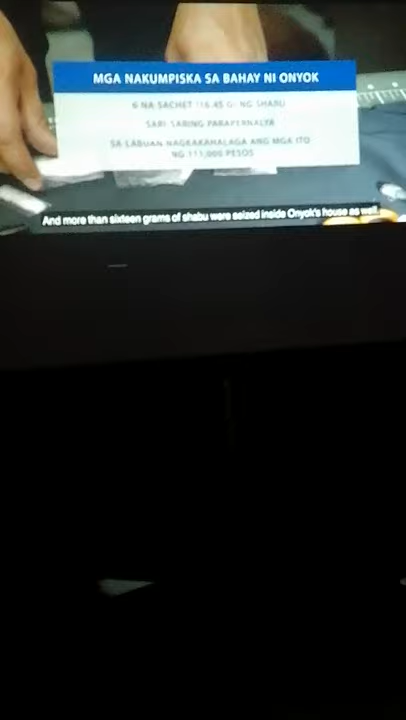 MGA NAKUMPISKA SA BAHAY NI ONYOK
6 NA SACHET (16.45 G) NG SHABU
SARI SARING PARAPERNALYA
SA LABUAN NAGKAKAHALAGA ANG MGA ITO
NG 111,000 PESOS
And more than sixteen grams of shabu were seized inside Onyok's house as well.